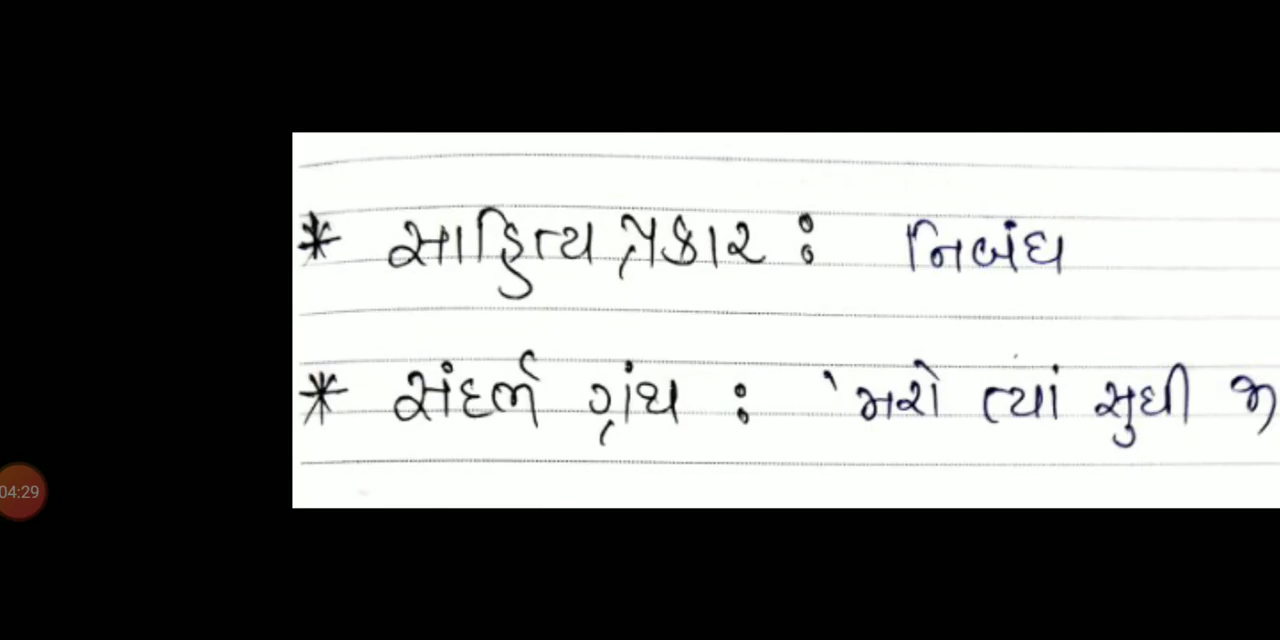 * સાહિત્ય પ્રકાર : નિબંધ
* સંદર્ભ ગ્રંથ : 'મરો ત્યાં સુધી જ
04:29